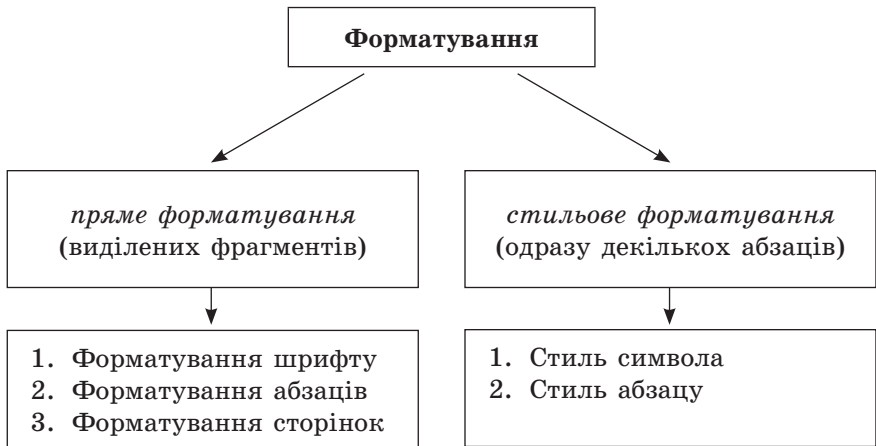 Форматування
пряме форматування
(виділених фрагментів)
стильове форматування
(одразу декількох абзаців)
1. Форматування шрифту
2. Форматування абзаців
3. Форматування сторінок
1. Стиль символа
2. Стиль абзацу